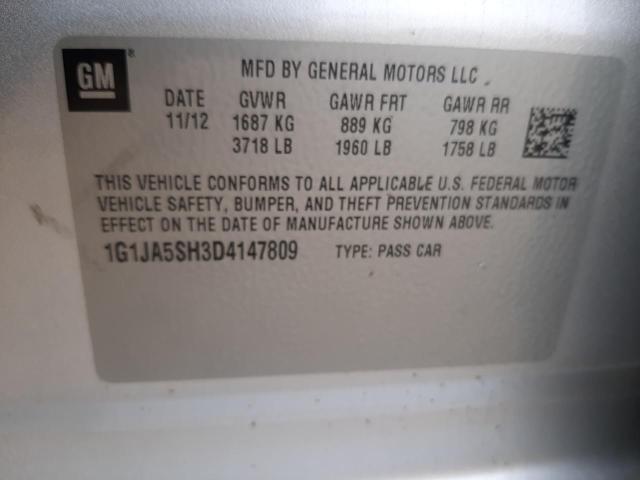 GM®
MFD BY GENERAL MOTORS LLC
DATE GVWR GAWR FRT GAWR RR
11/12 1687 KG 889 KG 798 KG
3718 LB 1960 LB 1758 LB
THIS VEHICLE CONFORMS TO ALL APPLICABLE U.S. FEDERAL MOTOR
VEHICLE SAFETY, BUMPER, AND THEFT PREVENTION STANDARDS IN
EFFECT ON THE DATE OF MANUFACTURE SHOWN ABOVE.
1G1JA5SH3D4147809 TYPE: PASS CAR